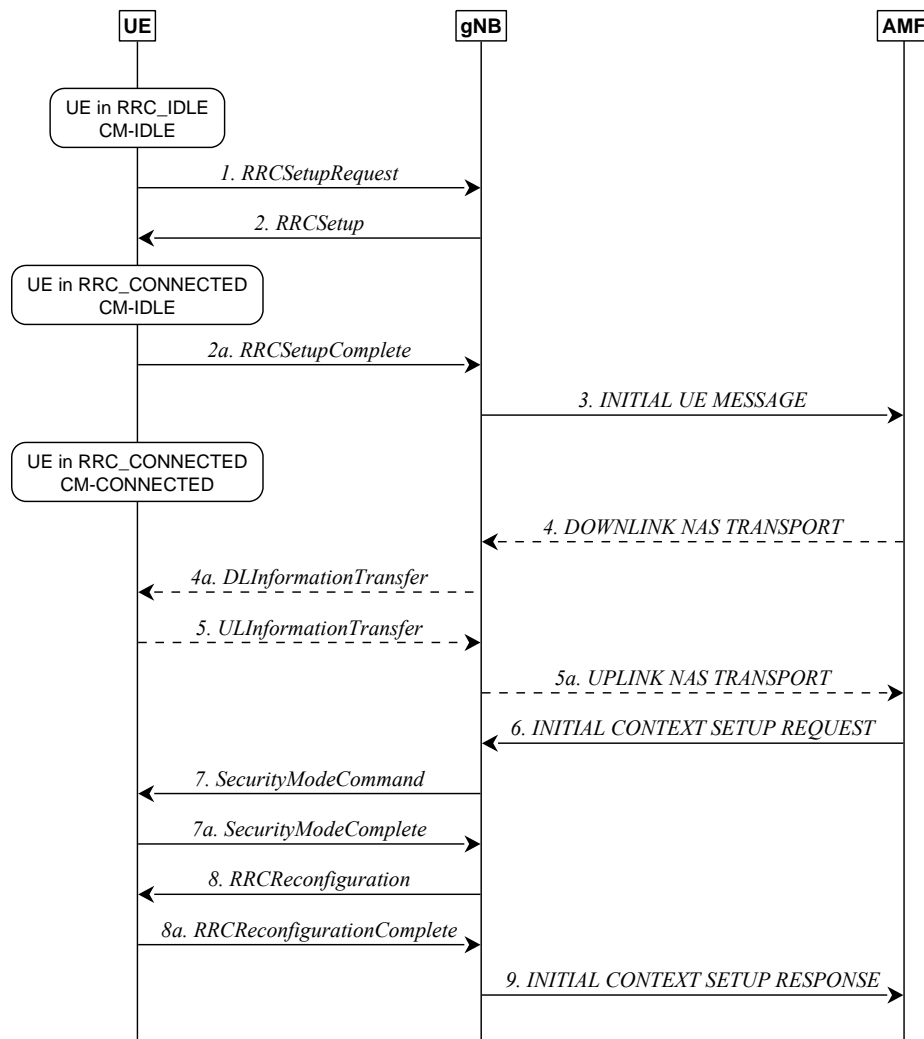 UE
gNB
AMF
UE in RRC_IDLE
CM-IDLE
1. RRCSetupRequest
2. RRCSetup
UE in RRC_CONNECTED
CM-IDLE
2a. RRCSetupComplete
3. INITIAL UE MESSAGE
UE in RRC_CONNECTED
CM-CONNECTED
4. DOWNLINK NAS TRANSPORT
4a. DLInformationTransfer
5. ULInformationTransfer
5a. UPLINK NAS TRANSPORT
6. INITIAL CONTEXT SETUP REQUEST
7. SecurityModeCommand
7a. SecurityModeComplete
8. RRCReconfiguration
8a. RRCReconfigurationComplete
9. INITIAL CONTEXT SETUP RESPONSE